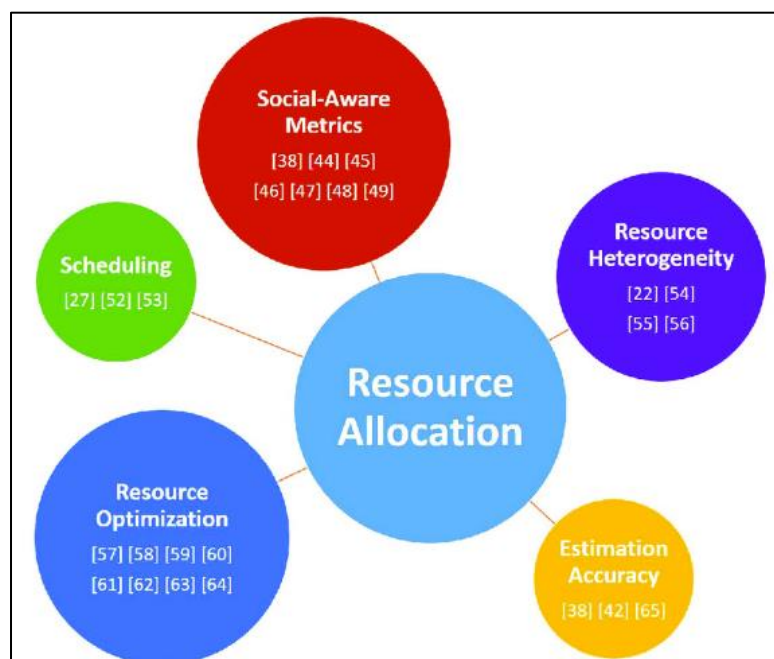 Social-Aware
Metrics
[38] [44] [45]
[46] [47] [48] [49]
Resource
Heterogeneity
[22] [54]
[55] [56]
Scheduling
[27] [52] [53]
Resource
Allocation
Resource
Optimization
[57] [58] [59] [60]
[61] [62] [63] [64]
Estimation
Accuracy
[38] [42] [65]